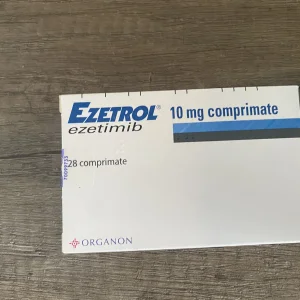 EZETROL® 10 mg comprimate
ezetimib
28 comprimate
ORGANON